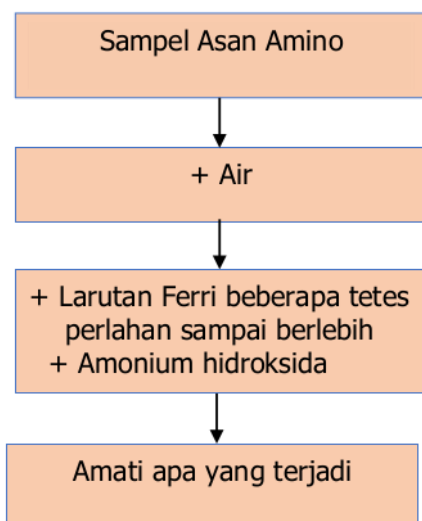 Sampel Asan Amino
+ Air
+ Larutan Ferri beberapa tetes
perlahan sampai berlebih
+ Amonium hidroksida
Amati apa yang terjadi